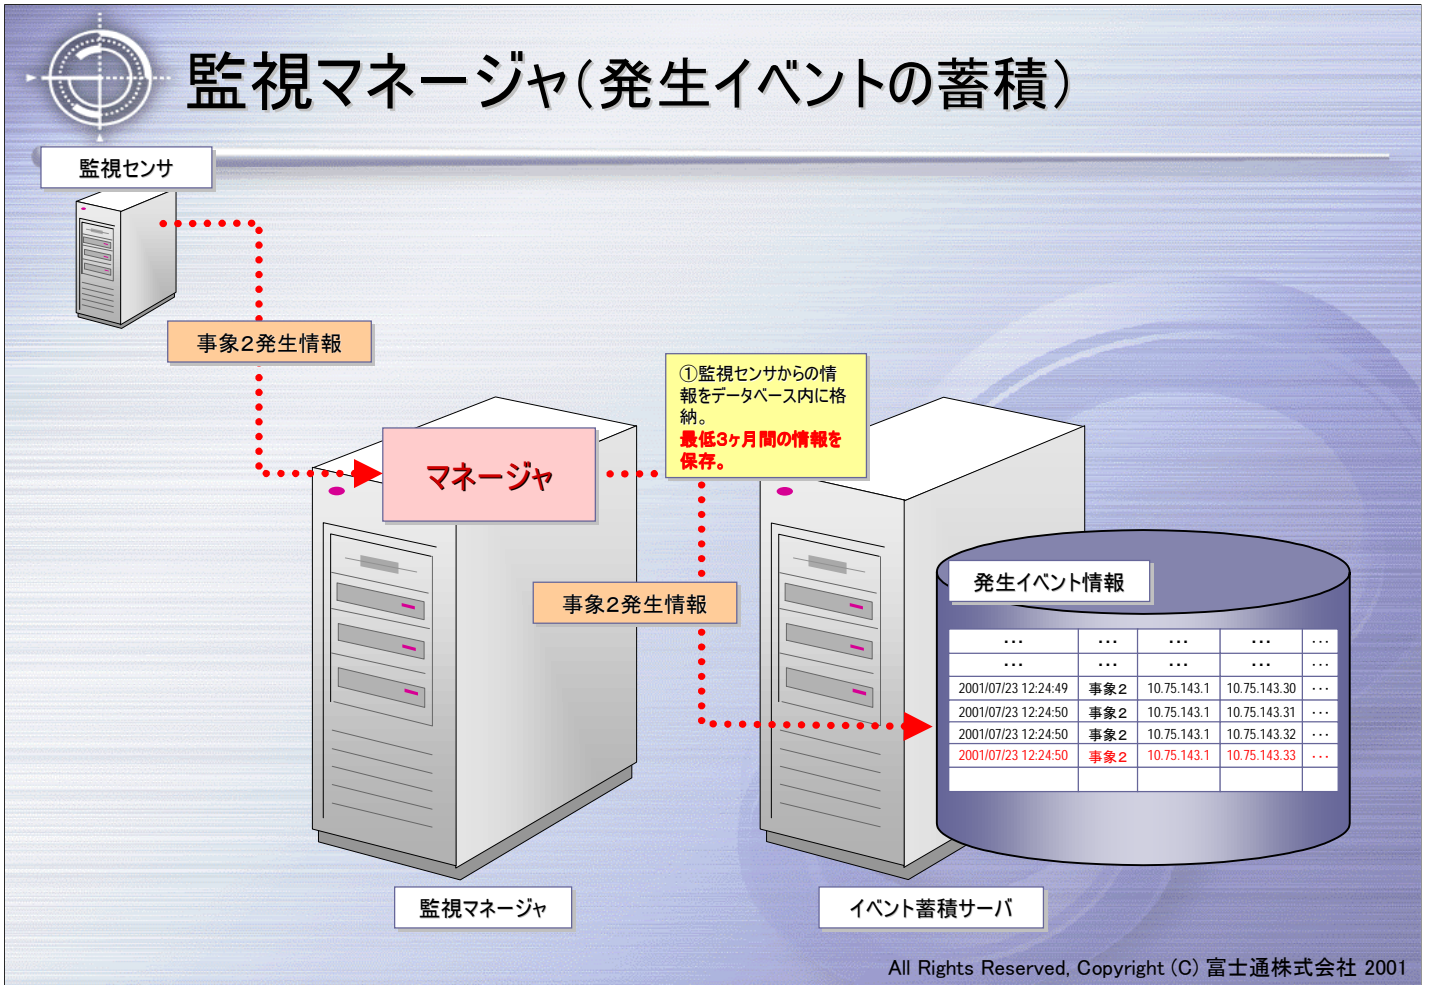 監視マネージャ（発生イベントの蓄積）
監視センサ
事象２発生情報
①監視センサからの情
報をデータベース内に格
納。
最低3ヶ月間の情報を
保存。
マネージャ
事象２発生情報
発生イベント情報
･･･ ･･･ ･･･ ･･･ ･･･
･･･ ･･･ ･･･ ･･･ ･･･
2001/07/23 12:24:49 事象２ 10.75.143.1 10.75.143.30 ･･･
2001/07/23 12:24:50 事象２ 10.75.143.1 10.75.143.31 ･･･
2001/07/23 12:24:50 事象２ 10.75.143.1 10.75.143.32 ･･･
2001/07/23 12:24:50 事象２ 10.75.143.1 10.75.143.33 ･･･
監視マネージャ
イベント蓄積サーバ
All Rights Reserved, Copyright (C) 富士通株式会社 2001